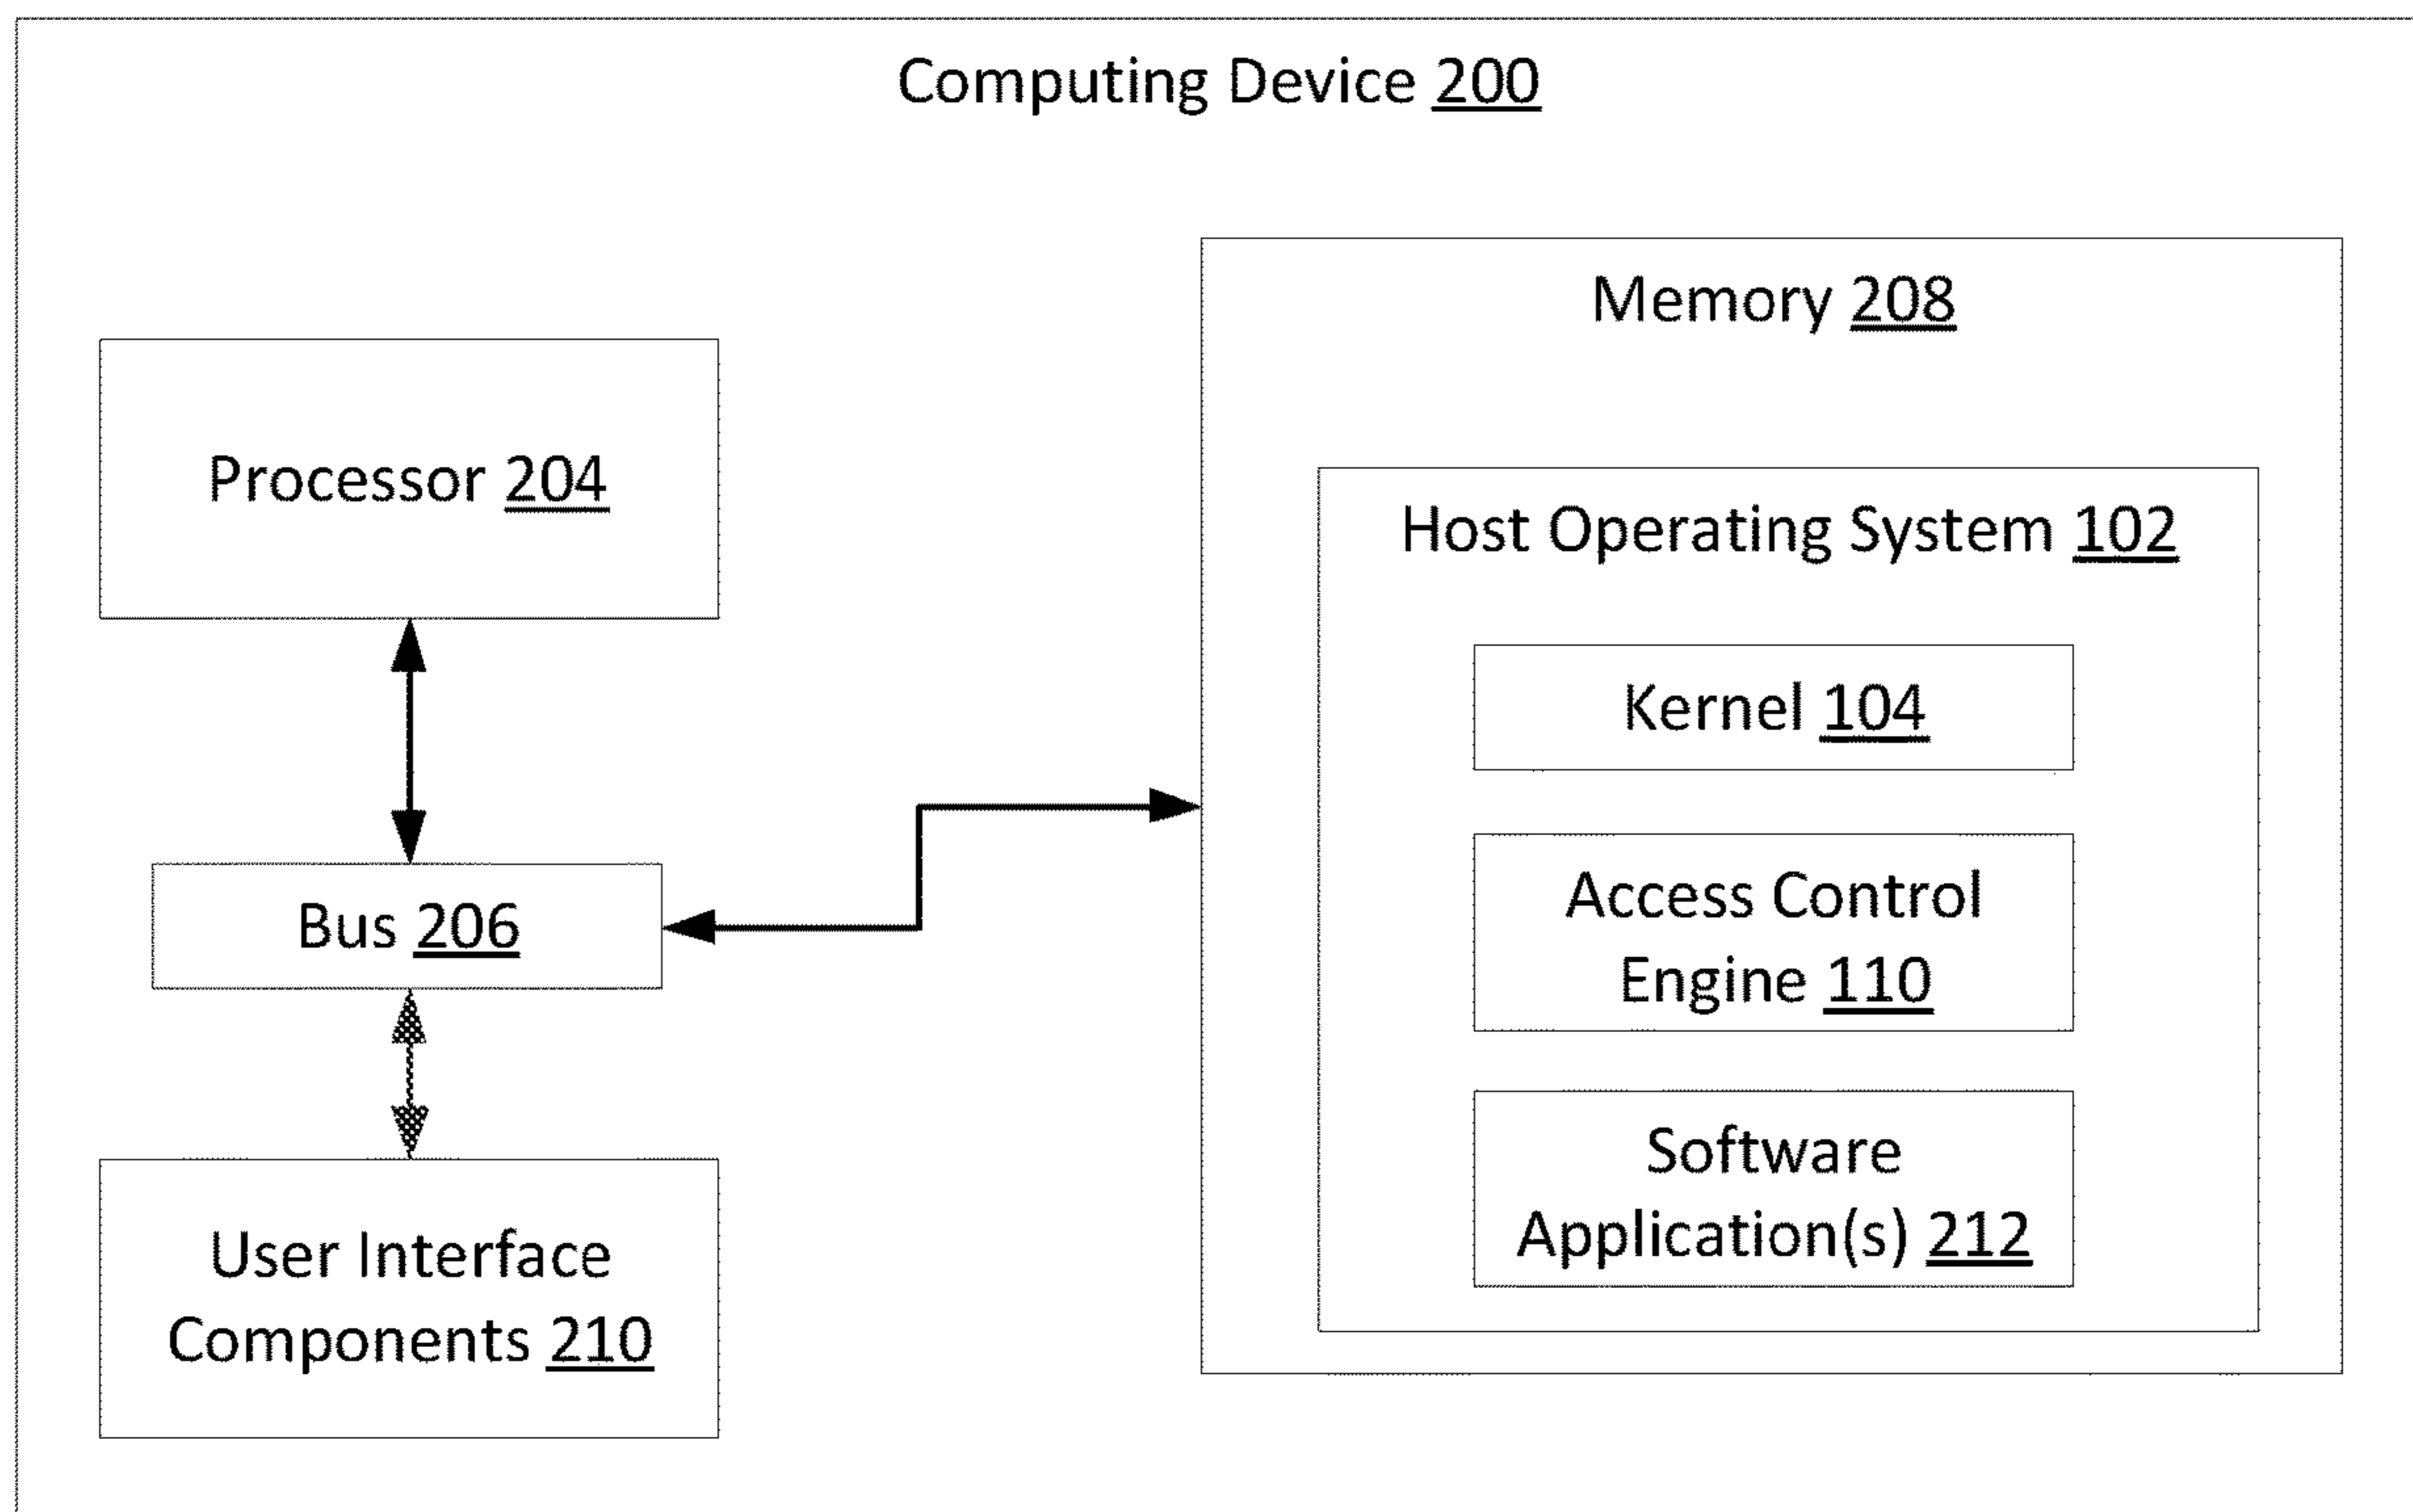 Computing Device 200
Memory 208
Processor 204
Host Operating System 102
Kernel 104
Access Control
Engine 110
Bus 206
Software
Application(s) 212
User Interface
Components 210